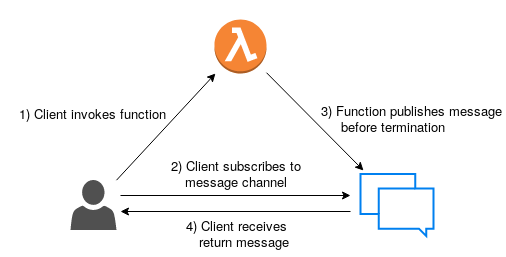 1) Client invokes function
3) Function publishes message
before termination
2) Client subscribes to
message channel
4) Client receives
return message